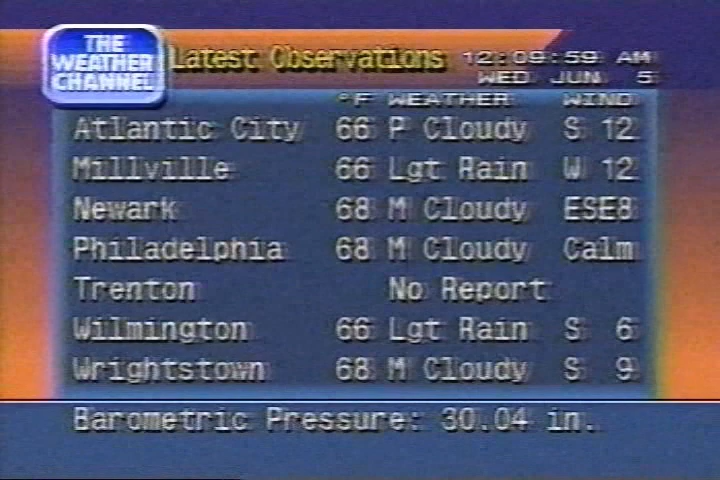 THE
WEATHER
CHANNEL
Latest Observations 12:09:59 AM
WED JUN 5
°F WEATHER WIND
Atlantic City 66 P Cloudy S 12
Millville 66 Lgt Rain W 12
Newark 68 M Cloudy ESE8
Philadelphia 68 M Cloudy Calm
Trenton No Report
Wilmington 66 Lgt Rain S 6
Wrightstown 68 M Cloudy S 9
Barometric Pressure: 30.04 in.